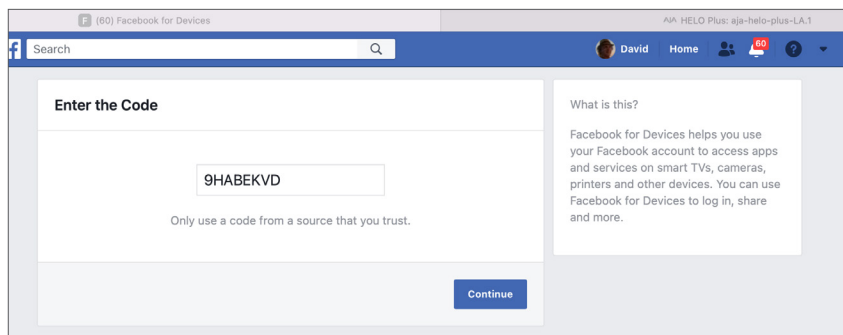 F (60) Facebook for Devices
AJA HELO Plus: aja-helo-plus-LA.1
f Search
David Home 60 ?
Enter the Code
9HABEKVD
Only use a code from a source that you trust.
Continue
What is this?
Facebook for Devices helps you use
your Facebook account to access apps
and services on smart TVs, cameras,
printers and other devices. You can use
Facebook for Devices to log in, share
and more.